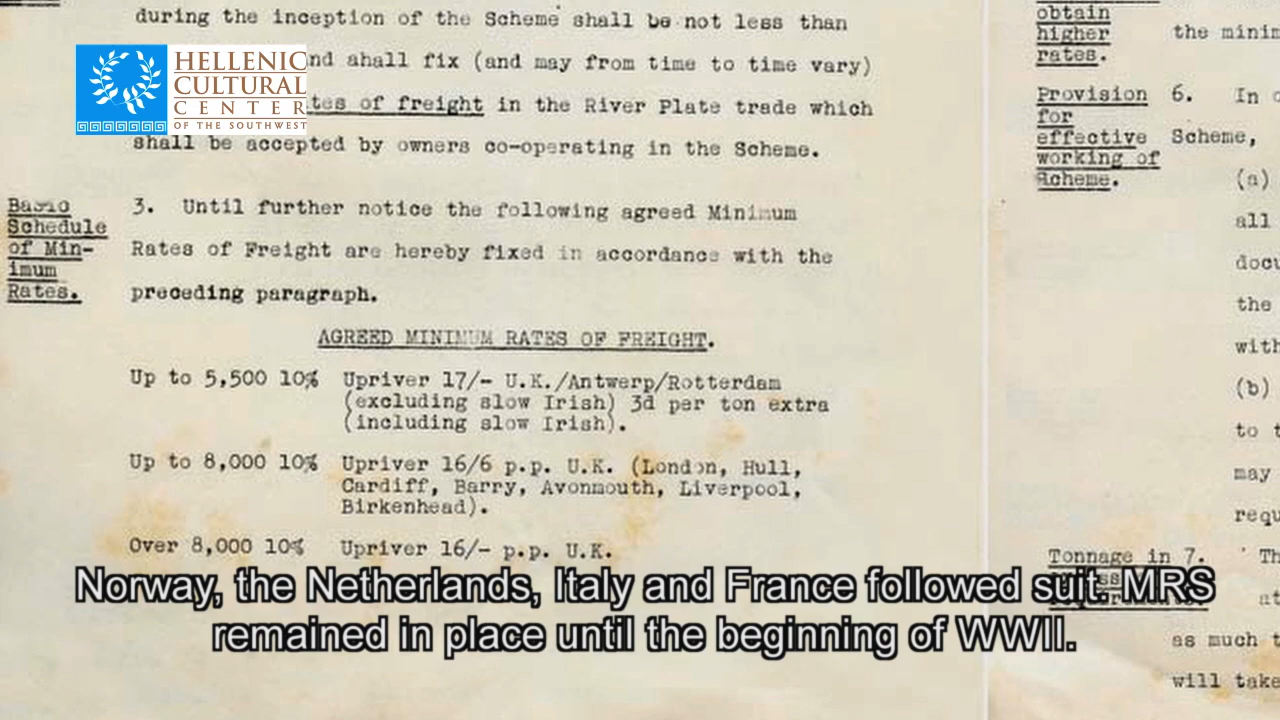 during the inception of the Scheme shall be not less than
HELLENIC
CULTURAL
CENTER
OF THE SOUTHWEST
and ahall fix (and may from time to time vary)
of freight in the River Plate trade which
shall be accepted by owners co-operating in the Scheme.
Basic
Schedule
of Min-
imum
Rates.
3. Until further notice the following agreed Minimum
Rates of Freight are hereby fixed in accordance with the
preceding paragraph.
AGREED MINIMUM RATES OF FREIGHT.
Up to 5,500 10% Upriver 17/- U.K./Antwerp/Rotterdam
(excluding slow Irish) 3d per ton extra
(including slow Irish).
Up to 8,000 10% Upriver 16/6 p.p. U.K. (London, Hull,
Cardiff, Barry, Avonmouth, Liverpool,
Birkenhead).
Over 8,000 10% Upriver 16/- p.p. U.K.
obtain
higher
rates.
the
Provision
for
effective
working of
Scheme.
6. In
Scheme,
(a)
all
the
with
(b)
to
may
Tonnage in 7.
as much
will take
Norway, the Netherlands, Italy and France followed suit. MRS
remained in place until the beginning of WWII.